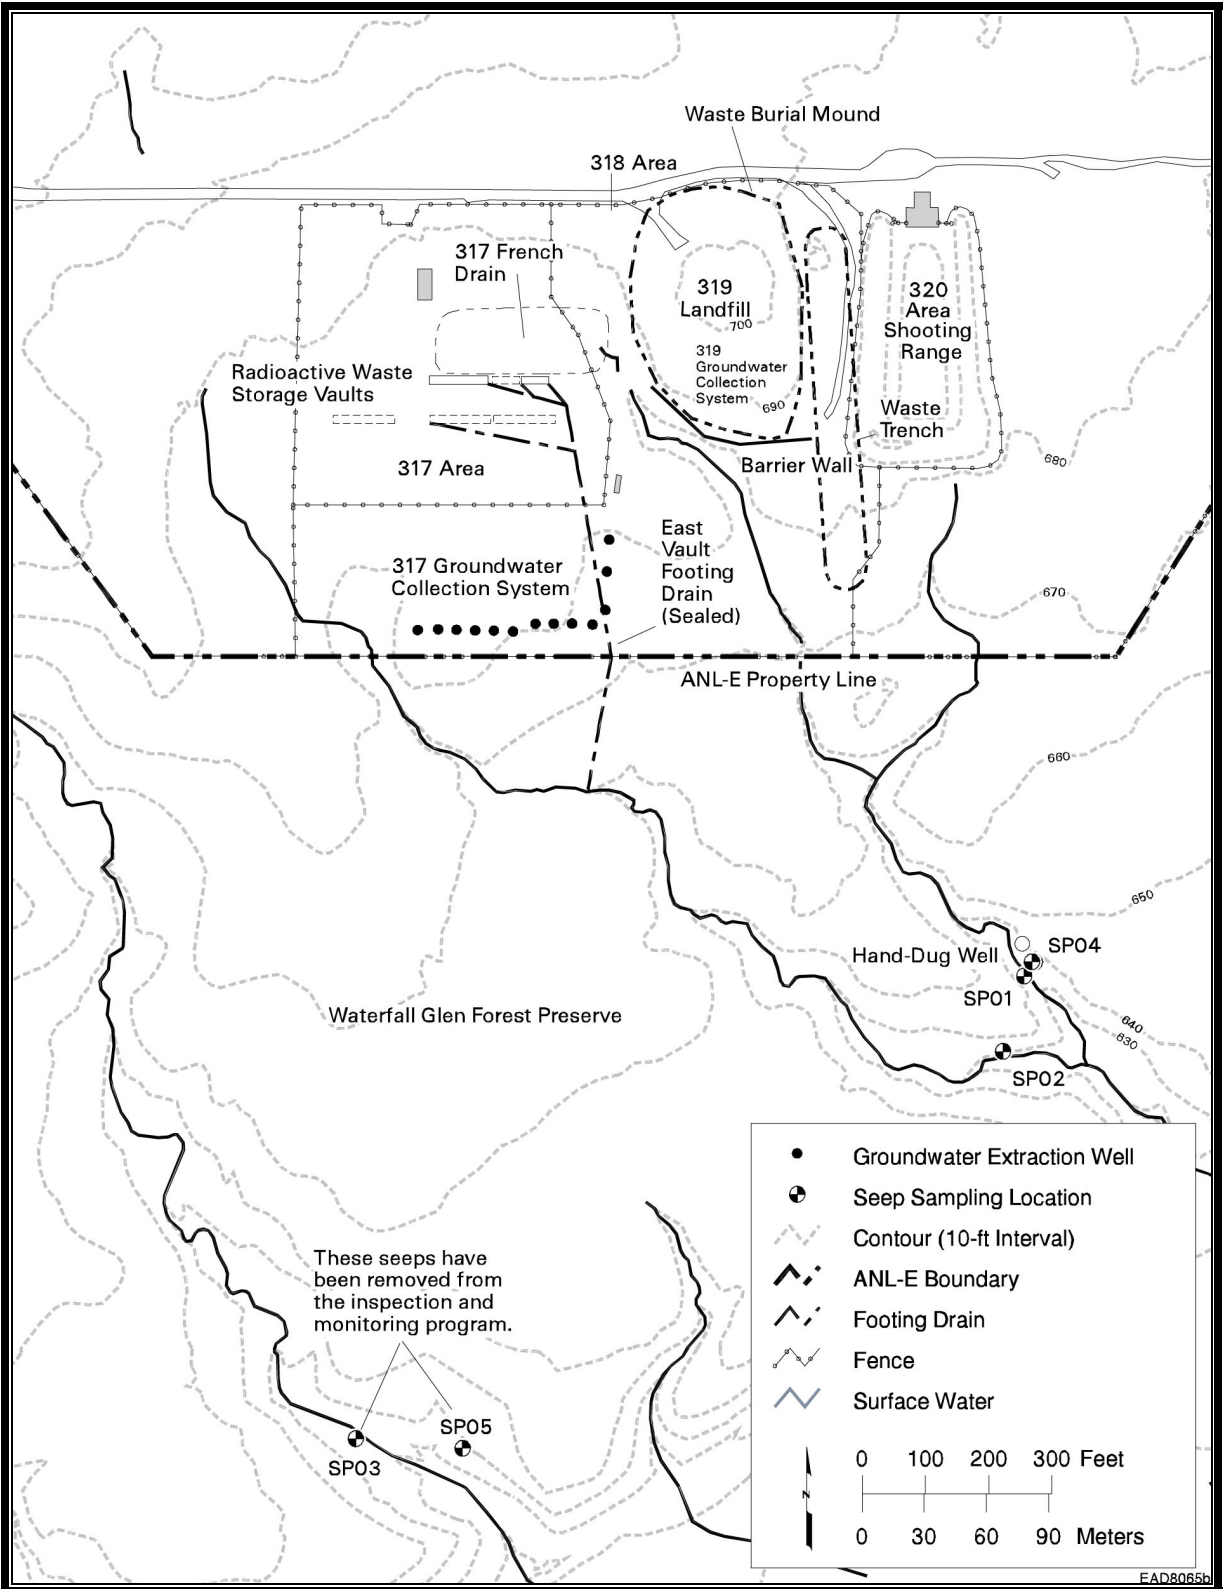 Waste Burial Mound
318 Area
317 French
Drain
319
Landfill
700
320
Area
Shooting
Range
319
Groundwater
Collection
System
690
Radioactive Waste
Storage Vaults
Waste
Trench
317 Area
Barrier Wall
680
East
Vault
Footing
Drain
(Sealed)
317 Groundwater
Collection System
670
ANL-E Property Line
660
650
Hand-Dug Well
SP04
SP01
640
630
Waterfall Glen Forest Preserve
SP02
These seeps have
been removed from
the inspection and
monitoring program.
SP05
SP03
Groundwater Extraction Well
Seep Sampling Location
Contour (10-ft Interval)
ANL-E Boundary
Footing Drain
Fence
Surface Water
N
0 100 200 300 Feet
0 30 60 90 Meters
EAD8065b